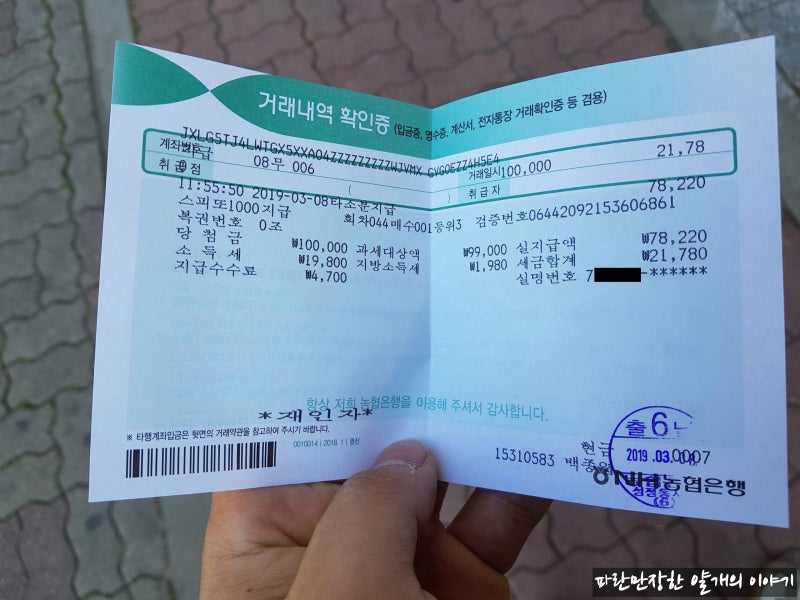 거래내역 확인증 (입금증, 영수증, 계산서, 전자통장 거래확인증 등 겸용)
계좌번호
08무 006
거래일시 100,000 21,78
취급점
취급자 78,220
11:55:50 2019-03-08타소분지급
스피또1000지급 회차044매수001등위3 검증번호06442092153606861
복권번호 0조
당첨금 ₩100,000 과세대상액 ₩99,000 실지급액 ₩78,220
소득세 ₩19,800 지방소득세 ₩1,980 세금합계 ₩21,780
지급수수료 ₩4,700 실명번호 7 -******
항상 저희 농협은행을 이용해 주셔서 감사합니다.
*재인자*
※ 타행계좌입금은 뒷면의 거래약관을 참고하여 주시기 바랍니다.
0010014 | 2018. 1 |
출 6
현금 0007
2019.03.
15310583 백종
NH농협은행
(6)
파란만장한 얄개의 이야기